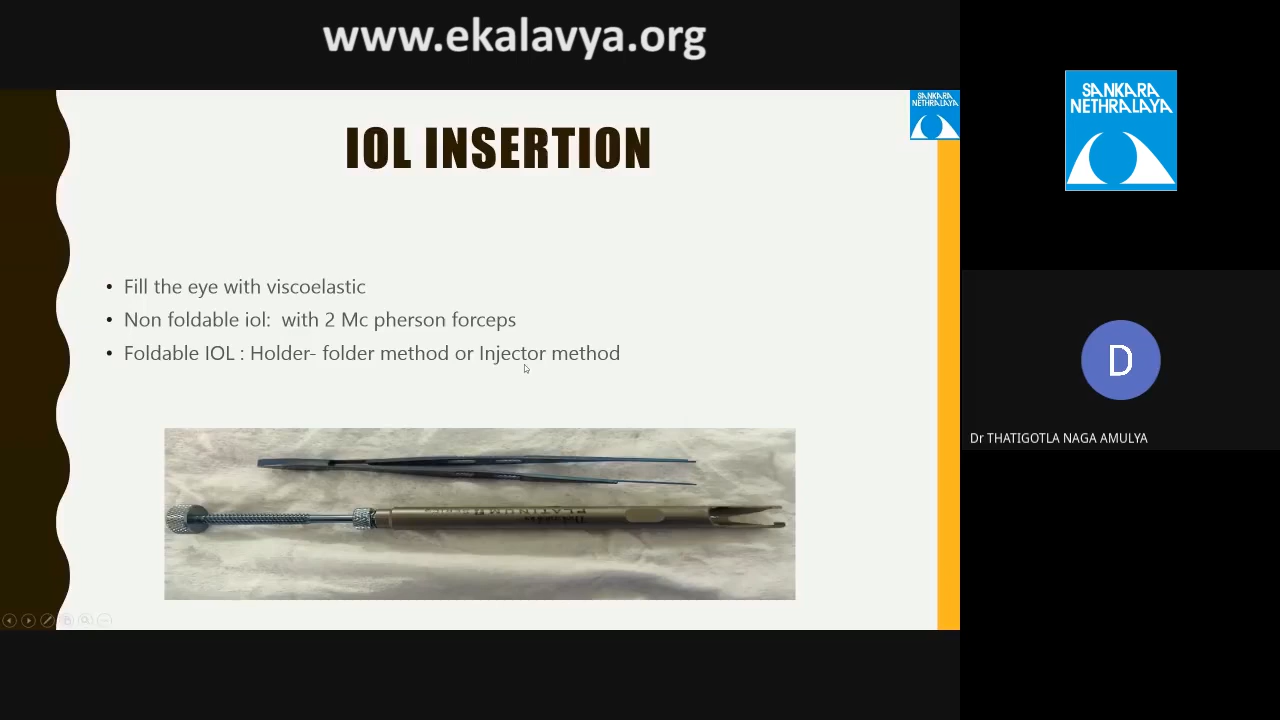 www.ekalavya.org
SANKARA
NETHRALAYA
IOL INSERTION
• Fill the eye with viscoelastic
• Non foldable iol:  with 2 Mc pherson forceps
• Foldable IOL : Holder- folder method or Injector method
SANKARA
NETHRALAYA
D
Dr THATIGOTLA NAGA AMULYA